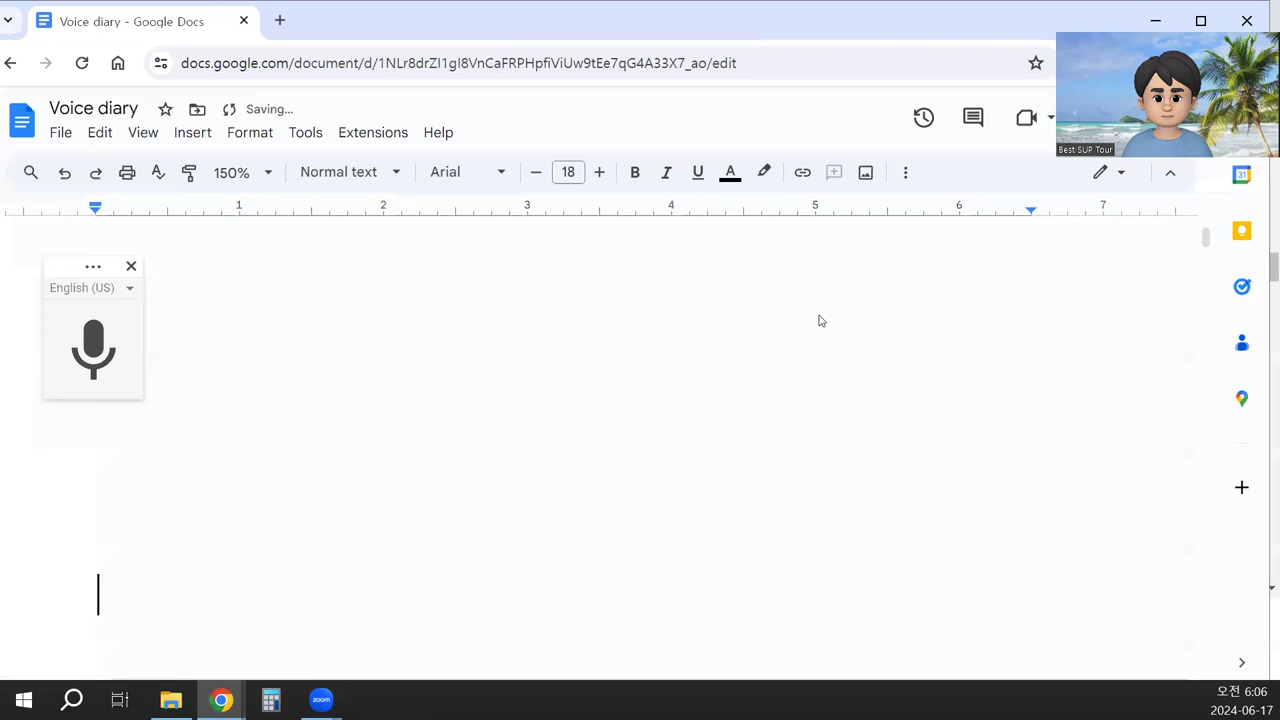 Voice diary - Google Docs
docs.google.com/document/d/1NLr8drZI1gI8VnCaFRPHpfiViUw9tEe7qG4A33X7_ao/edit
Voice diary Saving...
File Edit View Insert Format Tools Extensions Help
Best SUP Tour
150% Normal text Arial 18 B I U A
31
1 2 3 4 5 6 7
English (US)
zoom
오전 6:06
2024-06-17